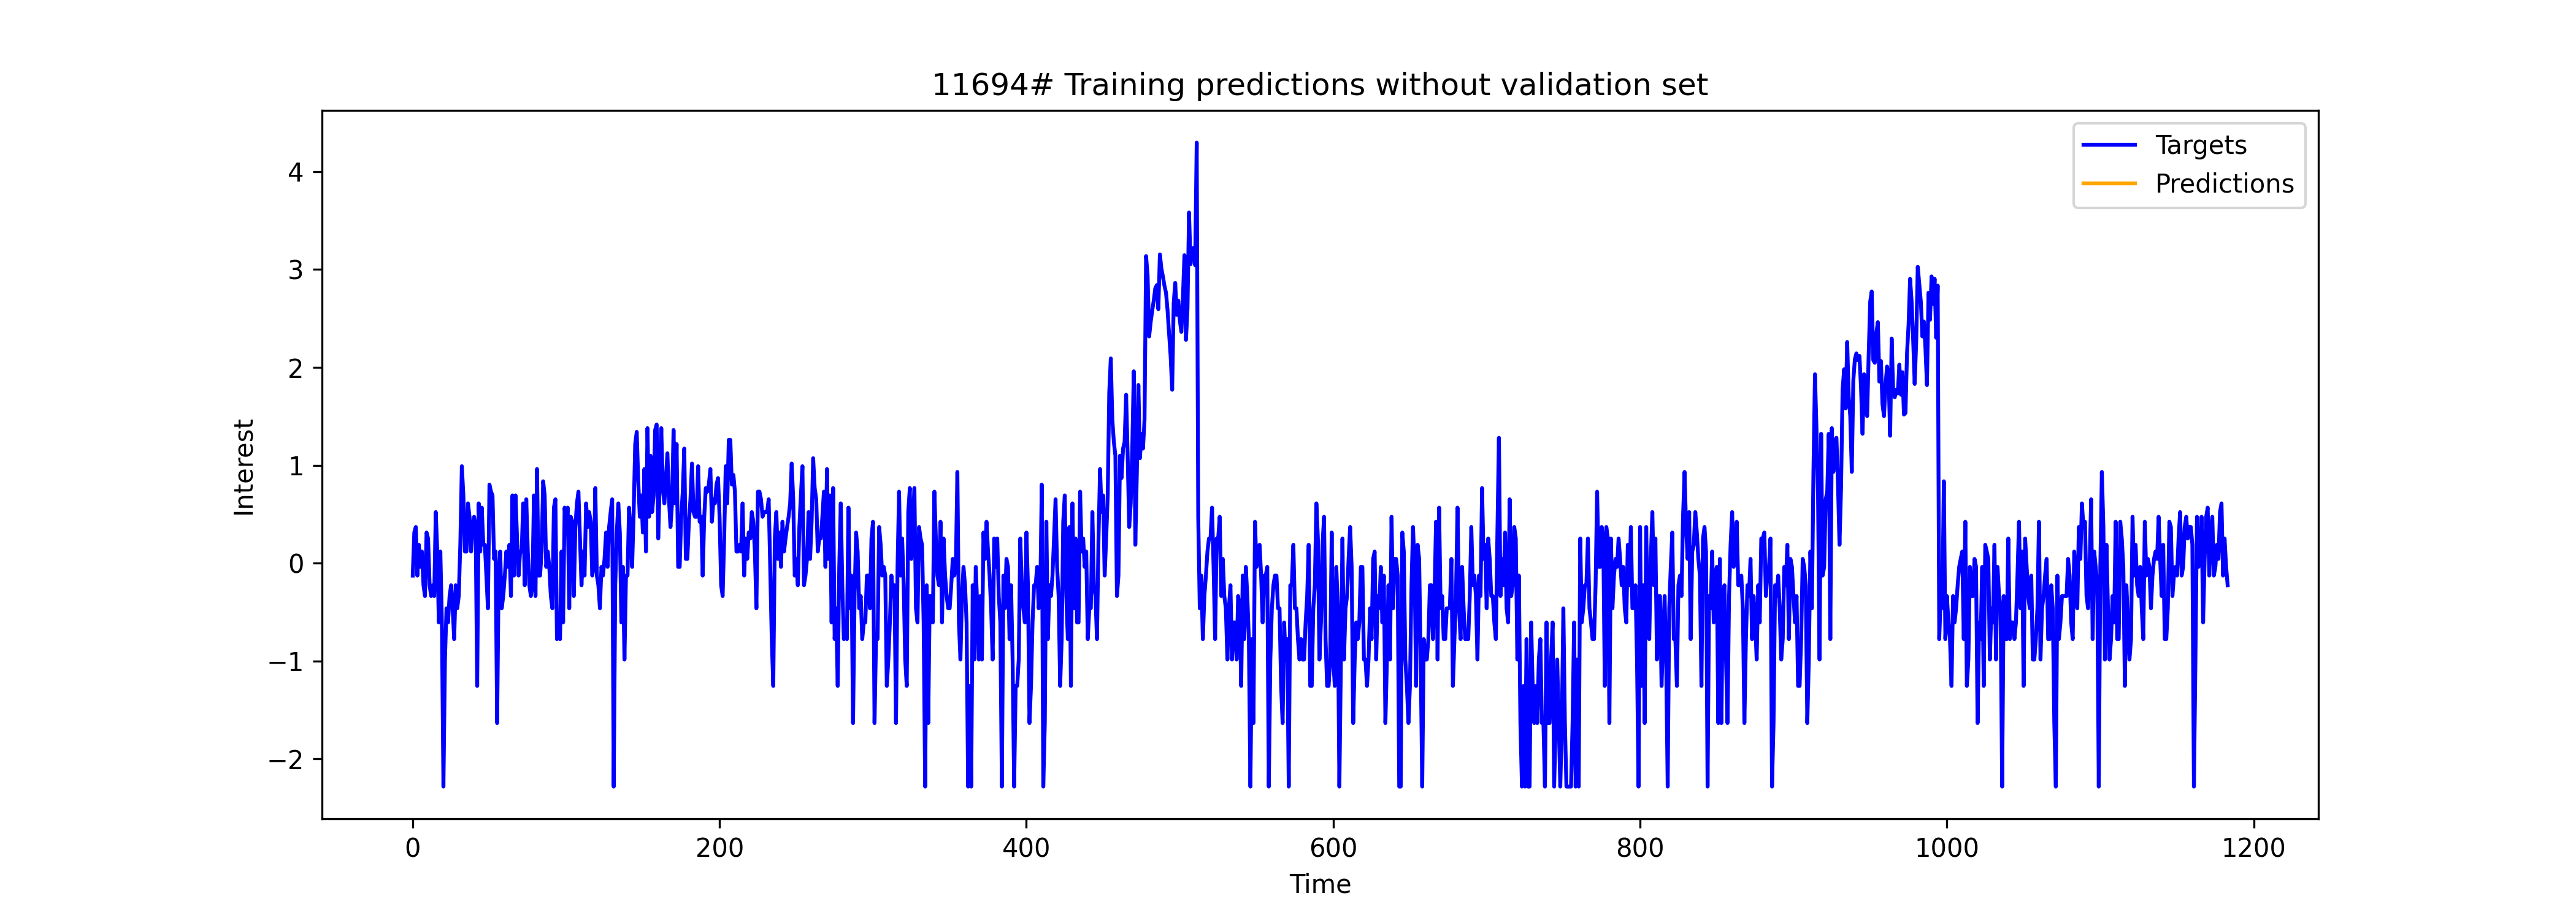 11694# Training predictions without validation set
Targets
Predictions
4
3
2
1
0
−1
−2
Interest
0 200 400 600 800 1000 1200
Time